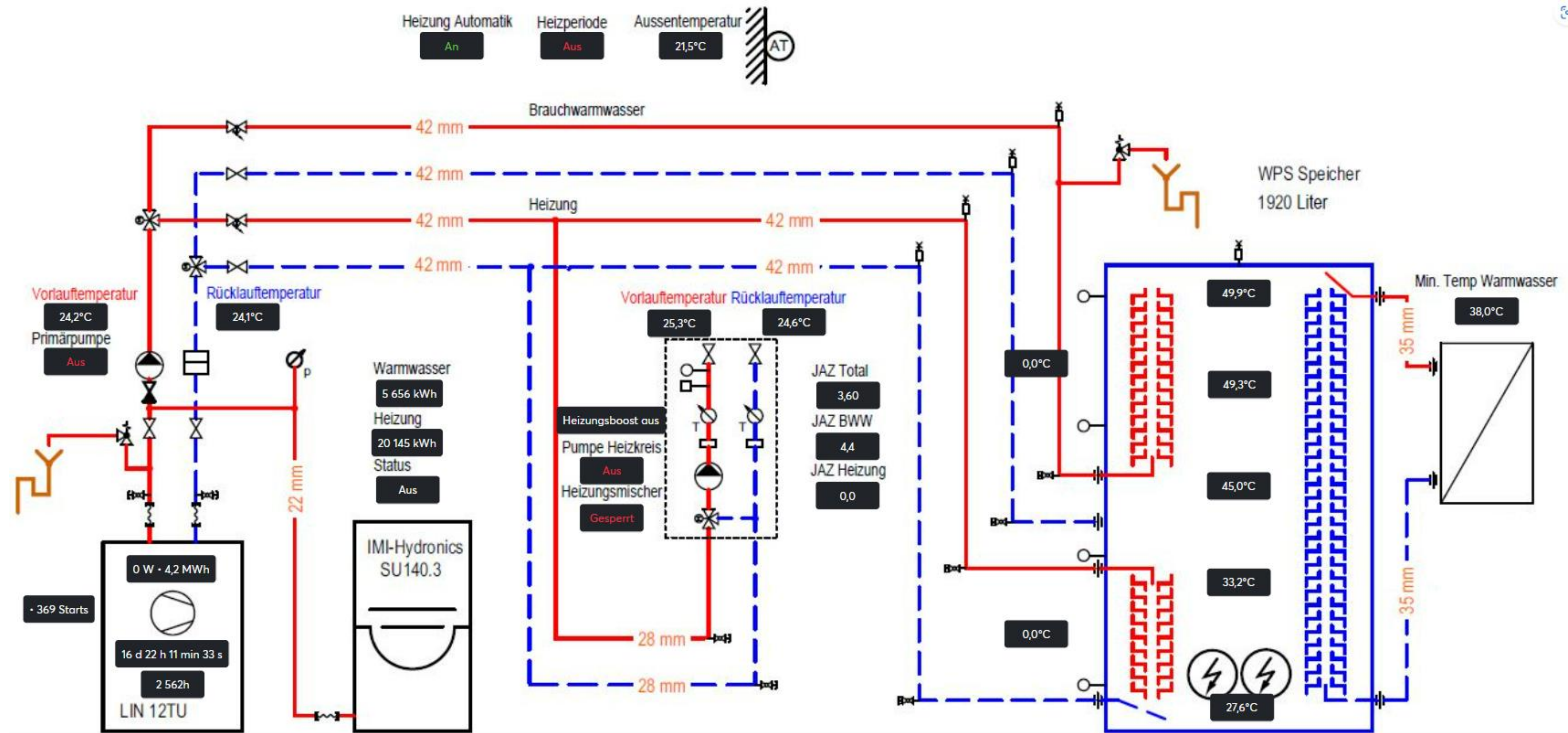 Heizung Automatik
An
Heizperiode
Aus
Aussentemperatur
21,5°C
AT
Brauchwarmwasser
42 mm
42 mm
Heizung
42 mm
42 mm
42 mm
42 mm
WPS Speicher
1920 Liter
Vorlauftemperatur
24,2°C
Primärpumpe
Aus
Rücklauftemperatur
24,1°C
p
Warmwasser
5 656 kWh
Heizung
20 145 kWh
Status
Aus
22 mm
Vorlauftemperatur
25,3°C
Rücklauftemperatur
24,6°C
T
T
Heizungsboost aus
Pumpe Heizkreis
Aus
Heizungsmischer
Gesperrt
JAZ Total
3,60
JAZ BWW
4,4
JAZ Heizung
0,0
0,0°C
0,0°C
49,9°C
49,3°C
45,0°C
33,2°C
27,6°C
35 mm
35 mm
Min. Temp Warmwasser
38,0°C
0 W • 4,2 MWh
• 369 Starts
16 d 22 h 11 min 33 s
2 562h
LIN 12TU
IMI-Hydronics
SU140.3
28 mm
28 mm